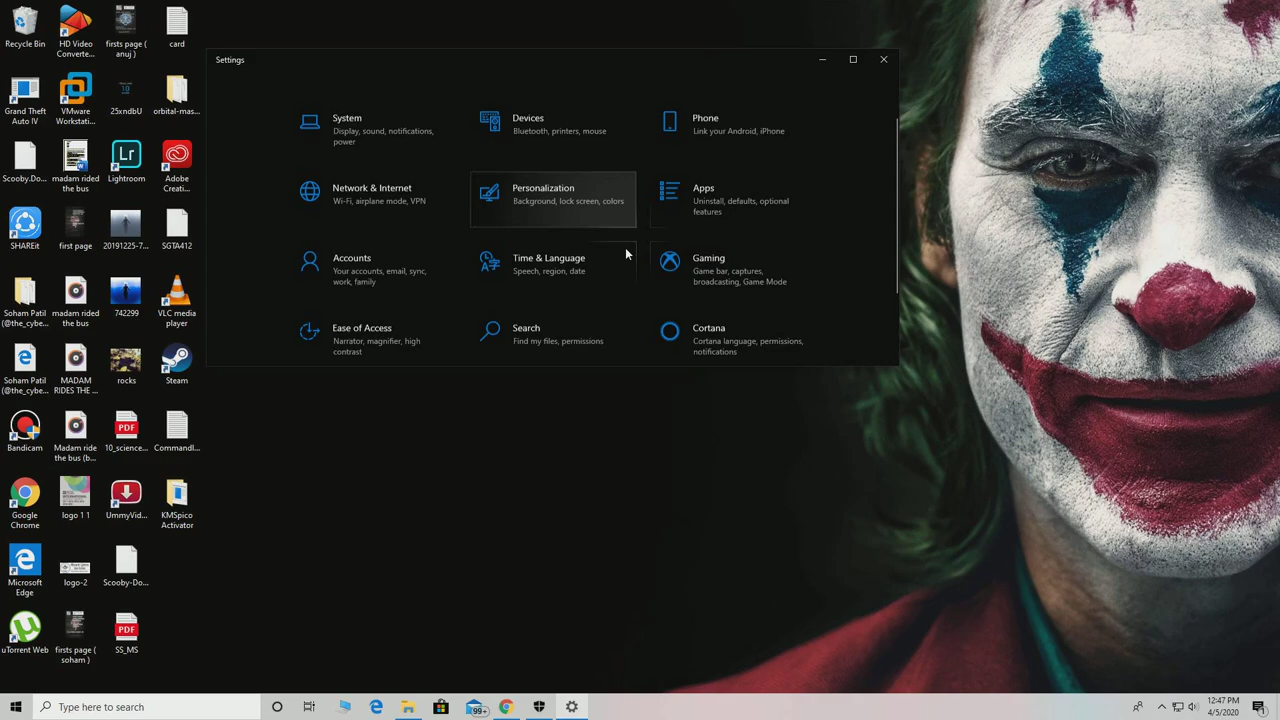 Recycle Bin
HD Video
Converte...
firsts page (
anuj )
card
Grand Theft
Auto IV
VMware
Workstati...
25xndbU
orbital-mas...
Scooby.Do...
madam rided
the bus
Lightroom
Adobe
Creati...
SHAREit
first page
20191225-7...
SGTA412
Soham Patil
(@the_cybe...
madam rided
the bus
742299
VLC media
player
Soham Patil
(@the_cybe...
MADAM
RIDES THE ...
rocks
Steam
Bandicam
Madam ride
the bus (b...
PDF
10_science...
Commandl...
Google
Chrome
logo 1 1
UmmyVid...
KMSpico
Activator
Microsoft
Edge
logo-2
Scooby-Do...
uTorrent Web
firsts page (
soham )
PDF
SS_MS
Settings
System
Display, sound, notifications,
power
Devices
Bluetooth, printers, mouse
Phone
Link your Android, iPhone
Network & Internet
Wi-Fi, airplane mode, VPN
Personalization
Background, lock screen, colors
Apps
Uninstall, defaults, optional
features
Accounts
Your accounts, email, sync,
work, family
Time & Language
Speech, region, date
Gaming
Game bar, captures,
broadcasting, Game Mode
Ease of Access
Narrator, magnifier, high
contrast
Search
Find my files, permissions
Cortana
Cortana language, permissions,
notifications
Type here to search
99+
12:47 PM
4/5/2020